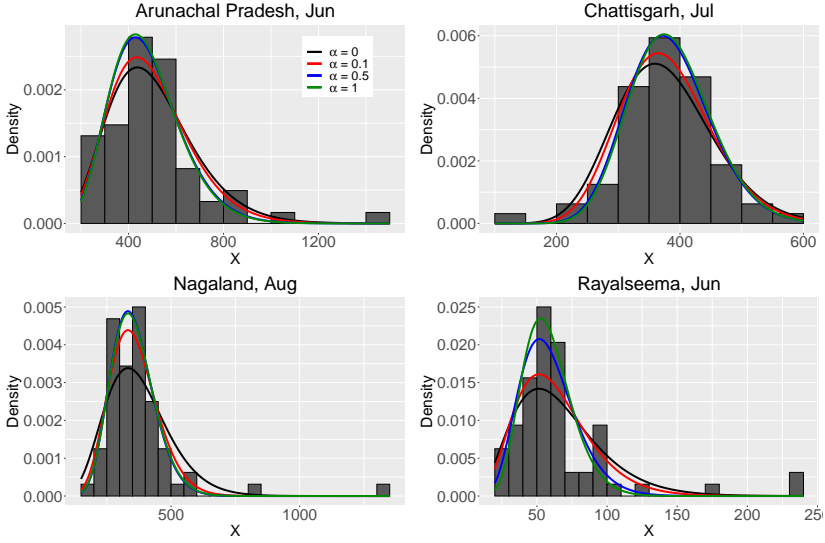 Arunachal Pradesh, Jun
Density
0.002
0.001
0.000
400
800
1200
X
α = 0
α = 0.1
α = 0.5
α = 1
Chattisgarh, Jul
Density
0.006
0.004
0.002
0.000
200
400
600
X
Nagaland, Aug
Density
0.005
0.004
0.003
0.002
0.001
0.000
500
1000
X
Rayalseema, Jun
Density
0.025
0.020
0.015
0.010
0.005
0.000
50
100
150
200
X